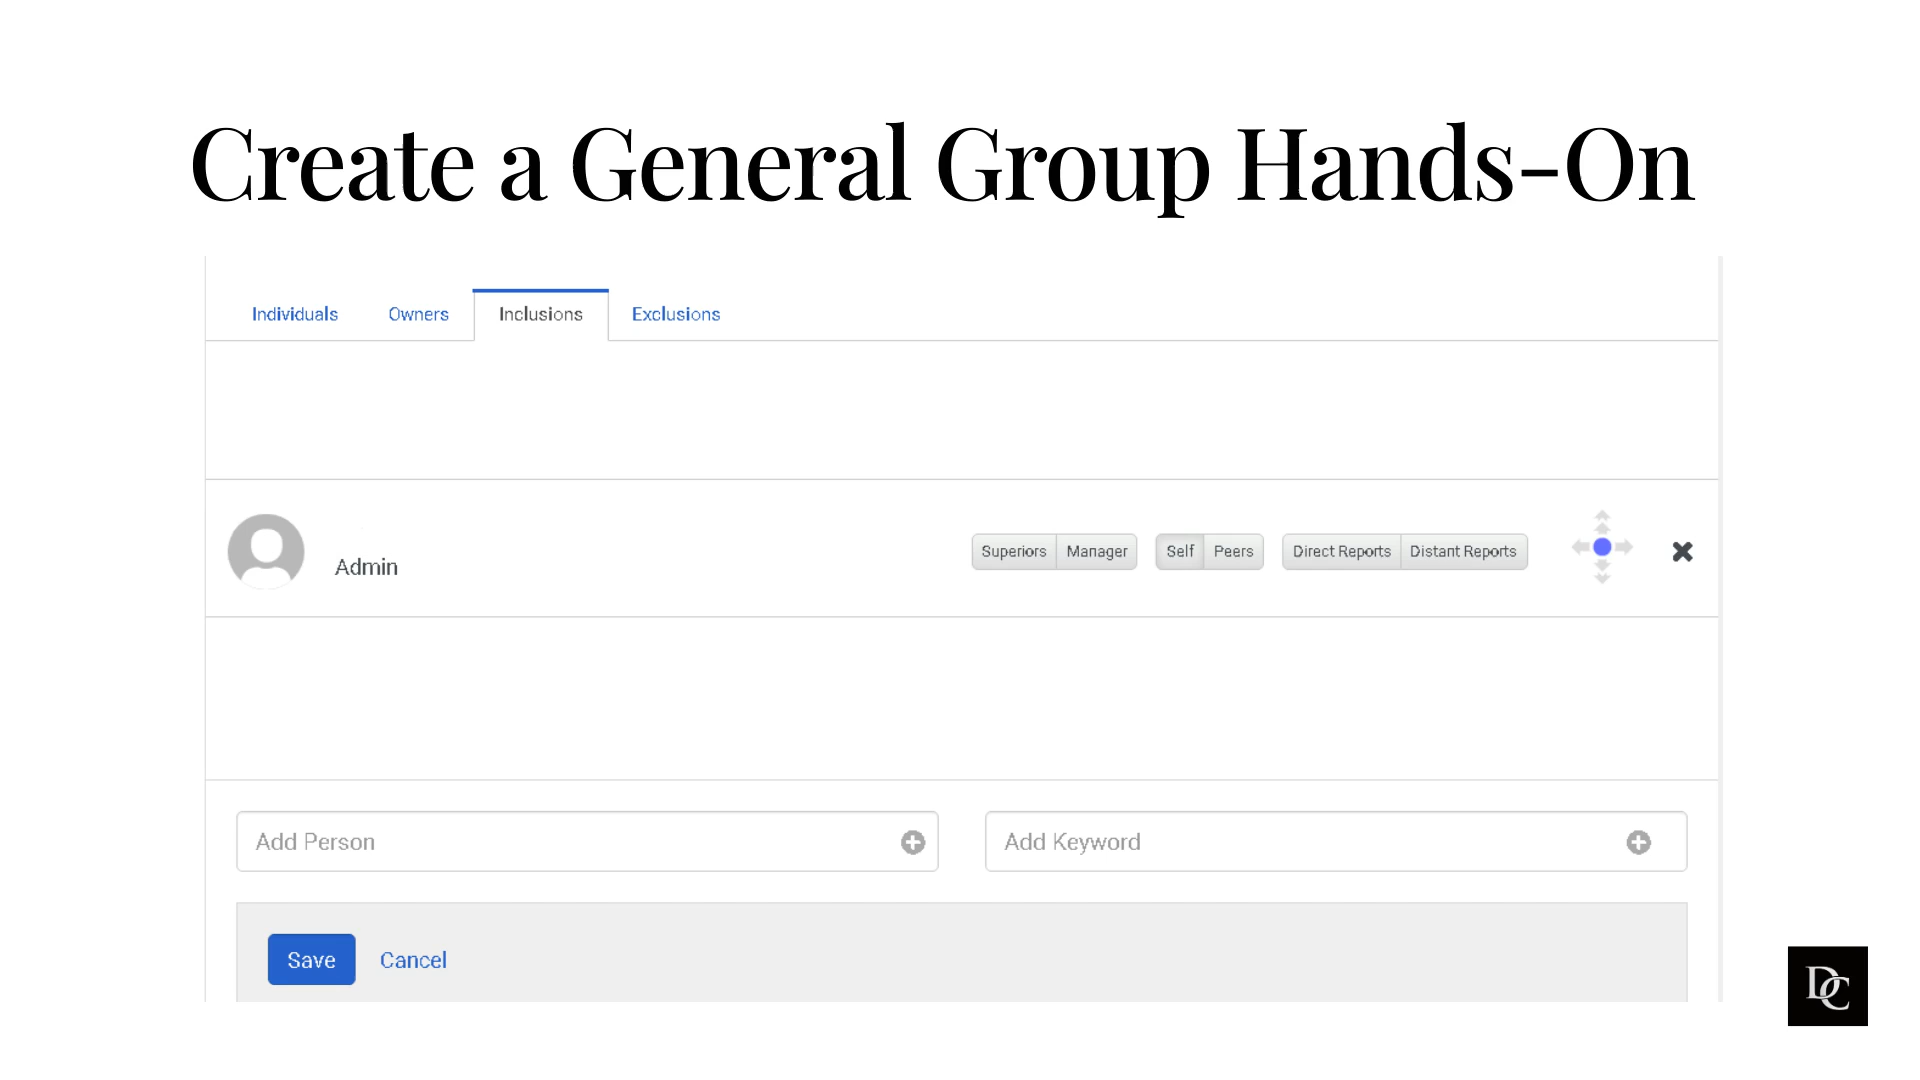 Create a General Group Hands-On
Individuals Owners Inclusions Exclusions
Admin Superiors Manager Self Peers Direct Reports Distant Reports
Add Person Add Keyword
Save Cancel
DC